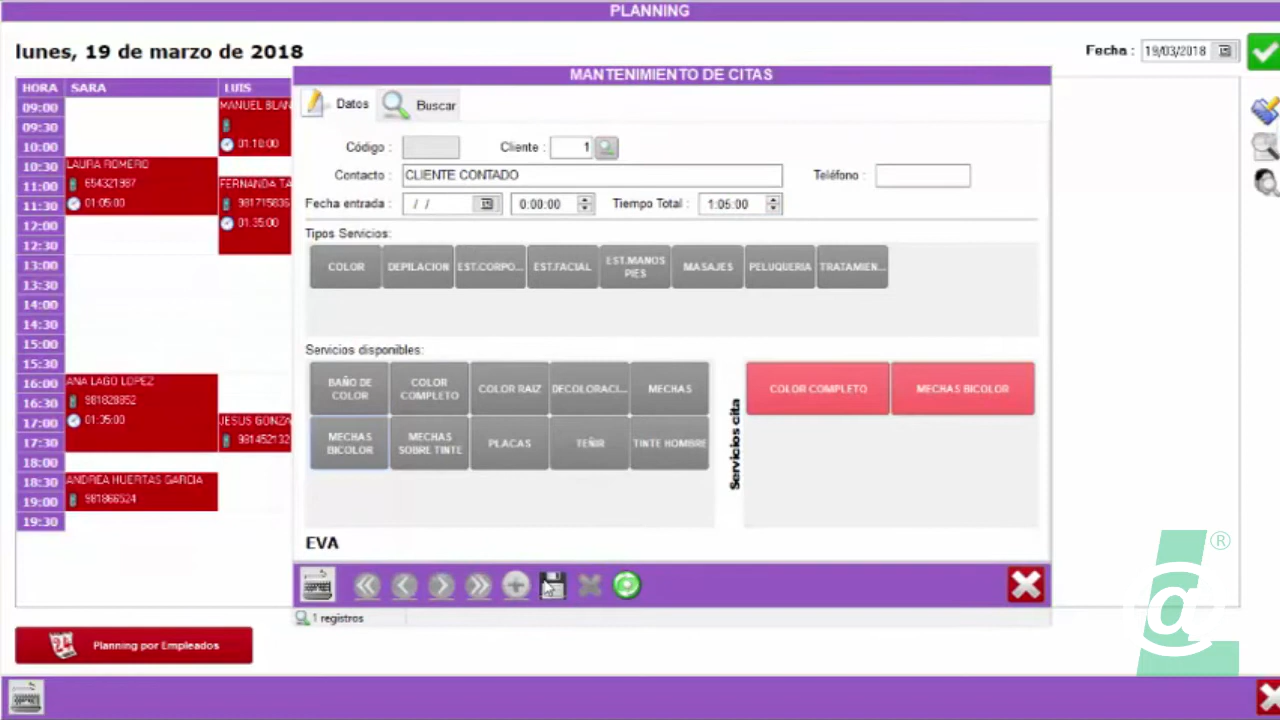 PLANNING
lunes, 19 de marzo de 2018
Fecha :
19/03/2018
HORA
SARA
LUIS
09:00
09:30
10:00
10:30
11:00
11:30
12:00
12:30
13:00
13:30
14:00
14:30
15:00
15:30
16:00
16:30
17:00
17:30
18:00
18:30
19:00
19:30
LAURA ROMERO
654321987
01:05:00
ANA LAGO LOPEZ
981828852
01:35:00
ANDREA HUERTAS GARCIA
981866524
MANUEL BLAN
01:10:00
FERNANDA TA
981715836
01:35:00
JESUS GONZA
981452132
MANTENIMIENTO DE CITAS
Datos
Buscar
Código :
Cliente :
1
Contacto :
CLIENTE CONTADO
Teléfono :
Fecha entrada :
/ /
0:00:00
Tiempo Total :
1:05:00
Tipos Servicios:
COLOR
DEPILACION
EST.CORPO...
EST.FACIAL
EST.MANOS
PIES
MASAJES
PELUQUERIA
TRATAMIEN...
Servicios disponibles:
BAÑO DE
COLOR
COLOR
COMPLETO
COLOR RAIZ
DECOLORACI...
MECHAS
MECHAS
BICOLOR
MECHAS
SOBRE TINTE
PLACAS
TEÑIR
TINTE HOMBRE
Servicios cita
COLOR COMPLETO
MECHAS BICOLOR
EVA
1 registros
24
Planning por Empleados
@
®